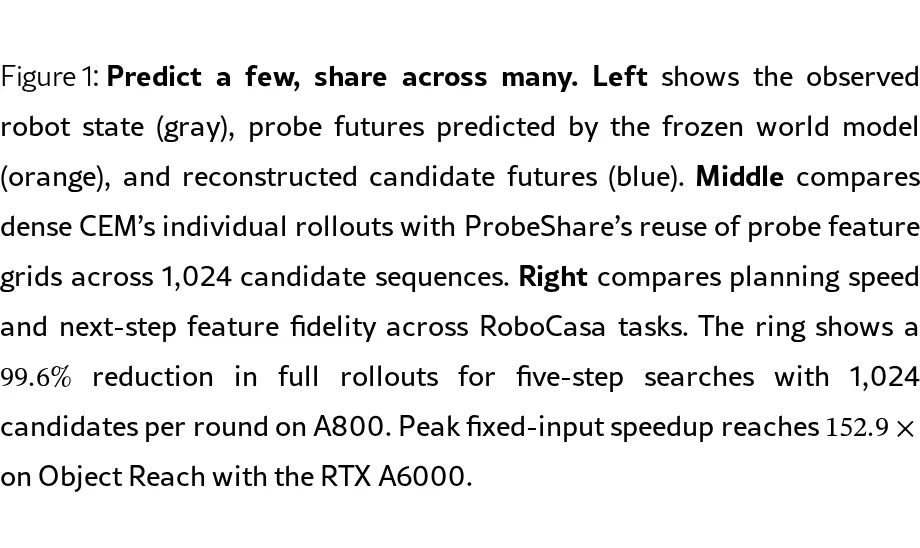 Figure 1: Predict a few, share across many. Left shows the observed
robot state (gray), probe futures predicted by the frozen world model
(orange), and reconstructed candidate futures (blue). Middle compares
dense CEM’s individual rollouts with ProbeShare’s reuse of probe feature
grids across 1,024 candidate sequences. Right compares planning speed
and next-step feature fidelity across RoboCasa tasks. The ring shows a
99.6% reduction in full rollouts for five-step searches with 1,024
candidates per round on A800. Peak fixed-input speedup reaches 152.9 ×
on Object Reach with the RTX A6000.